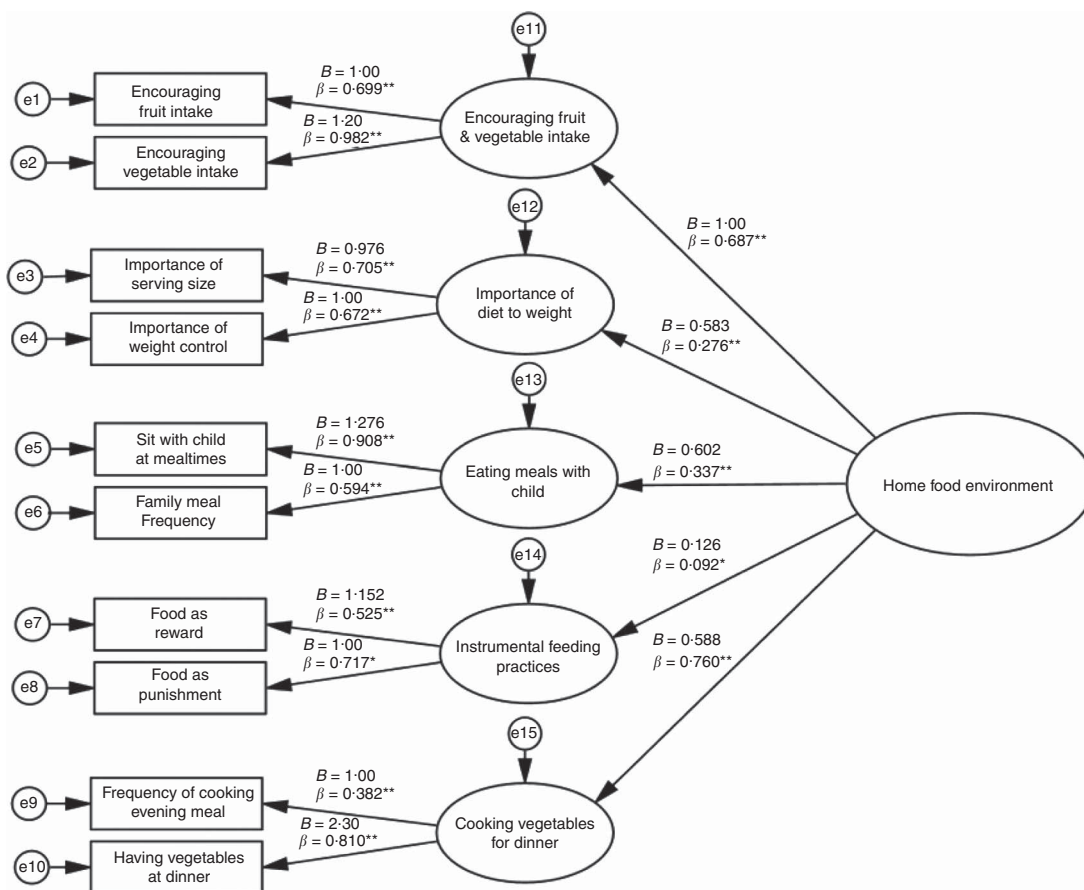 e11
B = 1·00
β = 0·699**
e1
Encouraging
fruit intake
Encouraging fruit
& vegetable intake
B = 1·20
β = 0·982**
e2
Encouraging
vegetable intake
e12
B = 1·00
β = 0·687**
B = 0·976
β = 0·705**
e3
Importance of
serving size
Importance of
diet to weight
B = 1·00
β = 0·672**
e4
Importance of
weight control
B = 0·583
β = 0·276**
e13
B = 1·276
β = 0·908**
e5
Sit with child
at mealtimes
Eating meals with
child
B = 1·00
β = 0·594**
e6
Family meal
Frequency
B = 0·602
β = 0·337**
Home food environment
e14
B = 0·126
β = 0·092*
B = 1·152
β = 0·525**
e7
Food as
reward
Instrumental feeding
practices
B = 1·00
β = 0·717*
e8
Food as
punishment
B = 0·588
β = 0·760**
e15
B = 1·00
β = 0·382**
e9
Frequency of cooking
evening meal
Cooking vegetables
for dinner
B = 2·30
β = 0·810**
e10
Having vegetables
at dinner